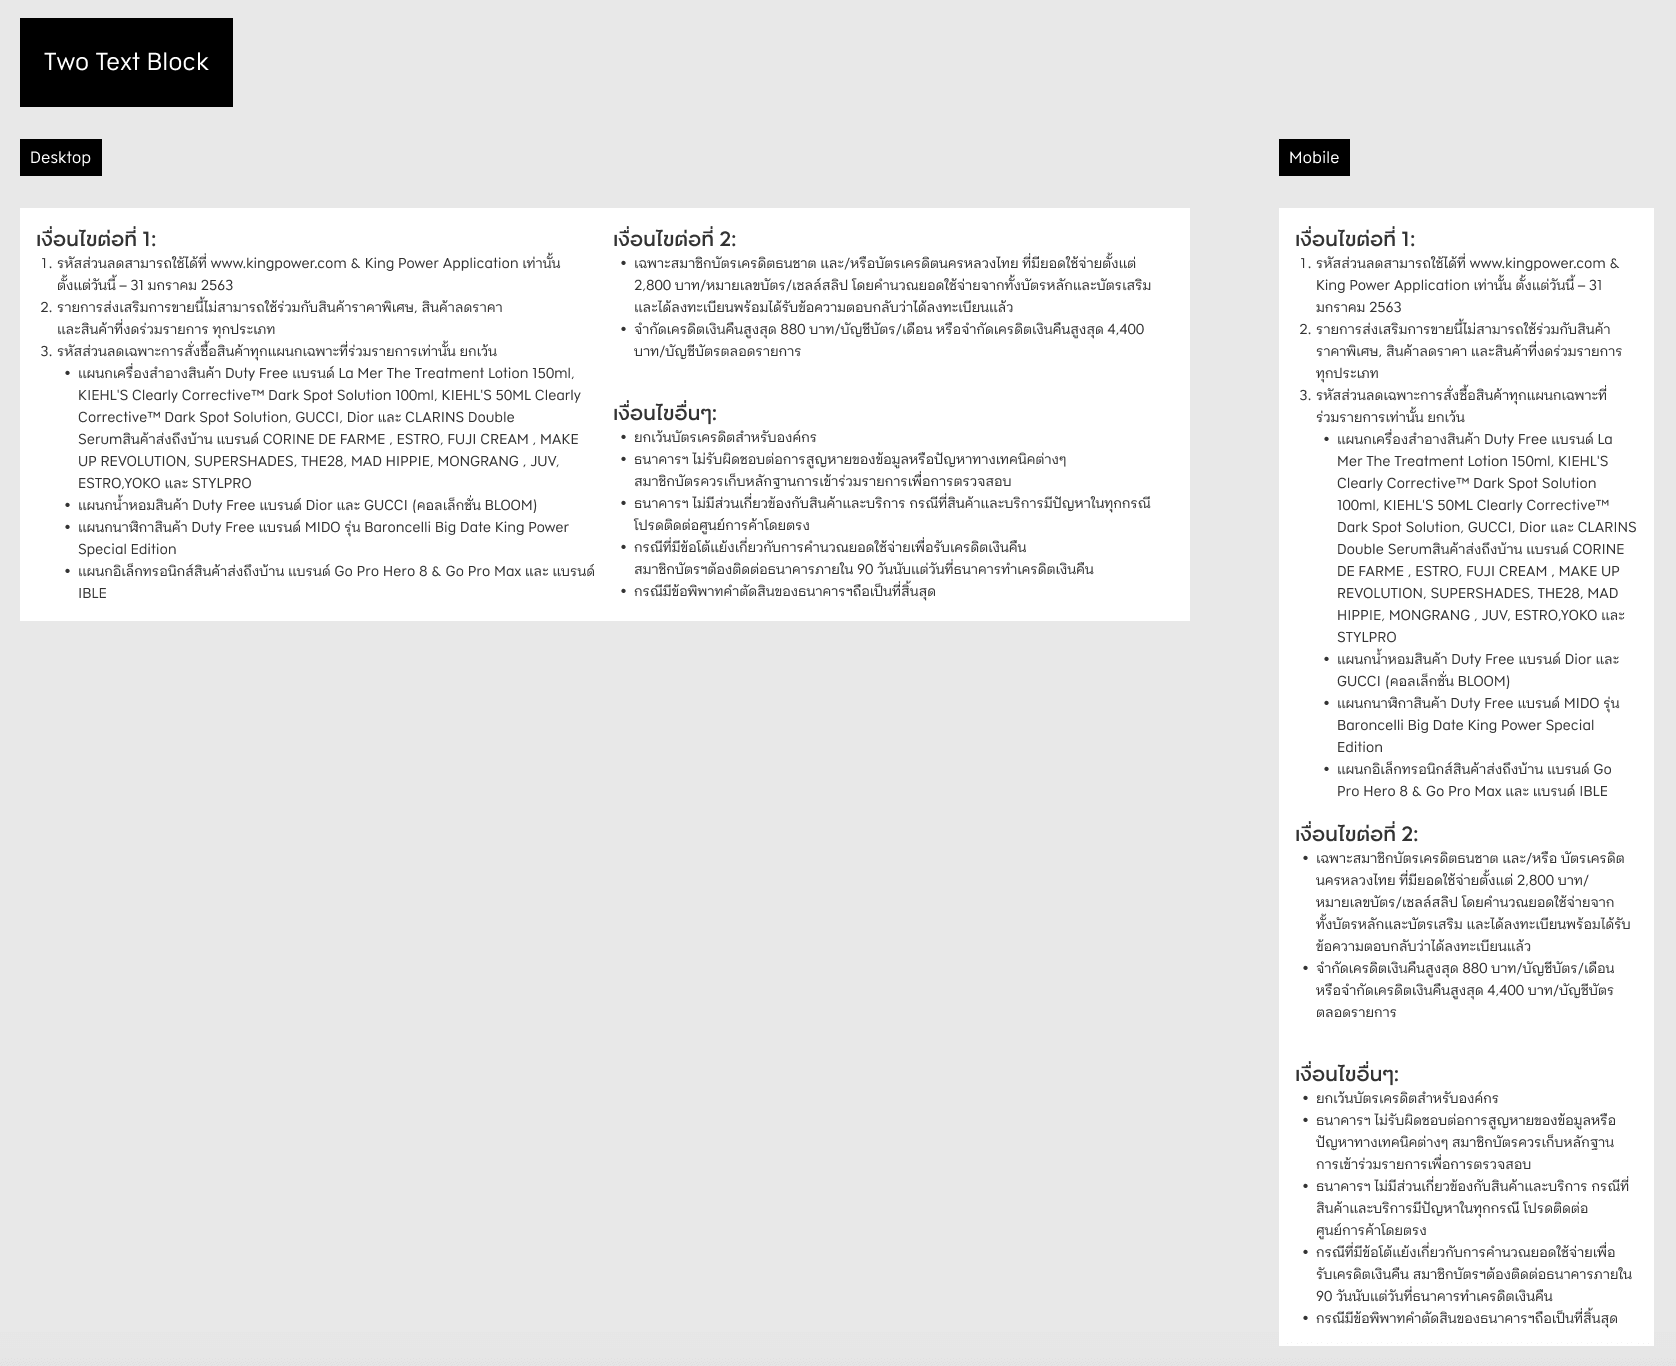 Two Text Block
Desktop
เงื่อนไขต่อที่ 1:
1. รหัสส่วนลดสามารถใช้ได้ที่ www.kingpower.com & King Power Application เท่านั้น
ตั้งแต่วันนี้ – 31 มกราคม 2563
2. รายการส่งเสริมการขายนี้ไม่สามารถใช้ร่วมกับสินค้าราคาพิเศษ, สินค้าลดราคา
และสินค้าที่งดร่วมรายการ ทุกประเภท
3. รหัสส่วนลดเฉพาะการสั่งซื้อสินค้าทุกแผนกเฉพาะที่ร่วมรายการเท่านั้น ยกเว้น
• แผนกเครื่องสำอางสินค้า Duty Free แบรนด์ La Mer The Treatment Lotion 150ml,
KIEHL'S Clearly Corrective™ Dark Spot Solution 100ml, KIEHL'S 50ML Clearly
Corrective™ Dark Spot Solution, GUCCI, Dior และ CLARINS Double
Serumสินค้าส่งถึงบ้าน แบรนด์ CORINE DE FARME , ESTRO, FUJI CREAM , MAKE
UP REVOLUTION, SUPERSHADES, THE28, MAD HIPPIE, MONGRANG , JUV,
ESTRO,YOKO และ STYLPRO
• แผนกน้ำหอมสินค้า Duty Free แบรนด์ Dior และ GUCCI (คอลเล็กชั่น BLOOM)
• แผนกนาฬิกาสินค้า Duty Free แบรนด์ MIDO รุ่น Baroncelli Big Date King Power
Special Edition
• แผนกอิเล็กทรอนิกส์สินค้าส่งถึงบ้าน แบรนด์ Go Pro Hero 8 & Go Pro Max และ แบรนด์
IBLE
เงื่อนไขต่อที่ 2:
• เฉพาะสมาชิกบัตรเครดิตธนชาต และ/หรือบัตรเครดิตนครหลวงไทย ที่มียอดใช้จ่ายตั้งแต่
2,800 บาท/หมายเลขบัตร/เซลล์สลิป โดยคำนวณยอดใช้จ่ายจากทั้งบัตรหลักและบัตรเสริม
และได้ลงทะเบียนพร้อมได้รับข้อความตอบกลับว่าได้ลงทะเบียนแล้ว
• จำกัดเครดิตเงินคืนสูงสุด 880 บาท/บัญชีบัตร/เดือน หรือจำกัดเครดิตเงินคืนสูงสุด 4,400
บาท/บัญชีบัตรตลอดรายการ
เงื่อนไขอื่นๆ:
• ยกเว้นบัตรเครดิตสำหรับองค์กร
• ธนาคารฯ ไม่รับผิดชอบต่อการสูญหายของข้อมูลหรือปัญหาทางเทคนิคต่างๆ
สมาชิกบัตรควรเก็บหลักฐานการเข้าร่วมรายการเพื่อการตรวจสอบ
• ธนาคารฯ ไม่มีส่วนเกี่ยวข้องกับสินค้าและบริการ กรณีที่สินค้าและบริการมีปัญหาในทุกกรณี
โปรดติดต่อศูนย์การค้าโดยตรง
• กรณีที่มีข้อโต้แย้งเกี่ยวกับการคำนวณยอดใช้จ่ายเพื่อรับเครดิตเงินคืน
สมาชิกบัตรฯต้องติดต่อธนาคารภายใน 90 วันนับแต่วันที่ธนาคารทำเครดิตเงินคืน
• กรณีมีข้อพิพาทคำตัดสินของธนาคารฯถือเป็นที่สิ้นสุด
Mobile
เงื่อนไขต่อที่ 1:
1. รหัสส่วนลดสามารถใช้ได้ที่ www.kingpower.com &
King Power Application เท่านั้น ตั้งแต่วันนี้ – 31
มกราคม 2563
2. รายการส่งเสริมการขายนี้ไม่สามารถใช้ร่วมกับสินค้า
ราคาพิเศษ, สินค้าลดราคา และสินค้าที่งดร่วมรายการ
ทุกประเภท
3. รหัสส่วนลดเฉพาะการสั่งซื้อสินค้าทุกแผนกเฉพาะที่
ร่วมรายการเท่านั้น ยกเว้น
• แผนกเครื่องสำอางสินค้า Duty Free แบรนด์ La
Mer The Treatment Lotion 150ml, KIEHL'S
Clearly Corrective™ Dark Spot Solution
100ml, KIEHL'S 50ML Clearly Corrective™
Dark Spot Solution, GUCCI, Dior และ CLARINS
Double Serumสินค้าส่งถึงบ้าน แบรนด์ CORINE
DE FARME , ESTRO, FUJI CREAM , MAKE UP
REVOLUTION, SUPERSHADES, THE28, MAD
HIPPIE, MONGRANG , JUV, ESTRO,YOKO และ
STYLPRO
• แผนกน้ำหอมสินค้า Duty Free แบรนด์ Dior และ
GUCCI (คอลเล็กชั่น BLOOM)
• แผนกนาฬิกาสินค้า Duty Free แบรนด์ MIDO รุ่น
Baroncelli Big Date King Power Special
Edition
• แผนกอิเล็กทรอนิกส์สินค้าส่งถึงบ้าน แบรนด์ Go
Pro Hero 8 & Go Pro Max และ แบรนด์ IBLE
เงื่อนไขต่อที่ 2:
• เฉพาะสมาชิกบัตรเครดิตธนชาต และ/หรือ บัตรเครดิต
นครหลวงไทย ที่มียอดใช้จ่ายตั้งแต่ 2,800 บาท/
หมายเลขบัตร/เซลล์สลิป โดยคำนวณยอดใช้จ่ายจาก
ทั้งบัตรหลักและบัตรเสริม และได้ลงทะเบียนพร้อมได้รับ
ข้อความตอบกลับว่าได้ลงทะเบียนแล้ว
• จำกัดเครดิตเงินคืนสูงสุด 880 บาท/บัญชีบัตร/เดือน
หรือจำกัดเครดิตเงินคืนสูงสุด 4,400 บาท/บัญชีบัตร
ตลอดรายการ
เงื่อนไขอื่นๆ:
• ยกเว้นบัตรเครดิตสำหรับองค์กร
• ธนาคารฯ ไม่รับผิดชอบต่อการสูญหายของข้อมูลหรือ
ปัญหาทางเทคนิคต่างๆ สมาชิกบัตรควรเก็บหลักฐาน
การเข้าร่วมรายการเพื่อการตรวจสอบ
• ธนาคารฯ ไม่มีส่วนเกี่ยวข้องกับสินค้าและบริการ กรณีที่
สินค้าและบริการมีปัญหาในทุกกรณี โปรดติดต่อ
ศูนย์การค้าโดยตรง
• กรณีที่มีข้อโต้แย้งเกี่ยวกับการคำนวณยอดใช้จ่ายเพื่อ
รับเครดิตเงินคืน สมาชิกบัตรฯต้องติดต่อธนาคารภายใน
90 วันนับแต่วันที่ธนาคารทำเครดิตเงินคืน
• กรณีมีข้อพิพาทคำตัดสินของธนาคารฯถือเป็นที่สิ้นสุด